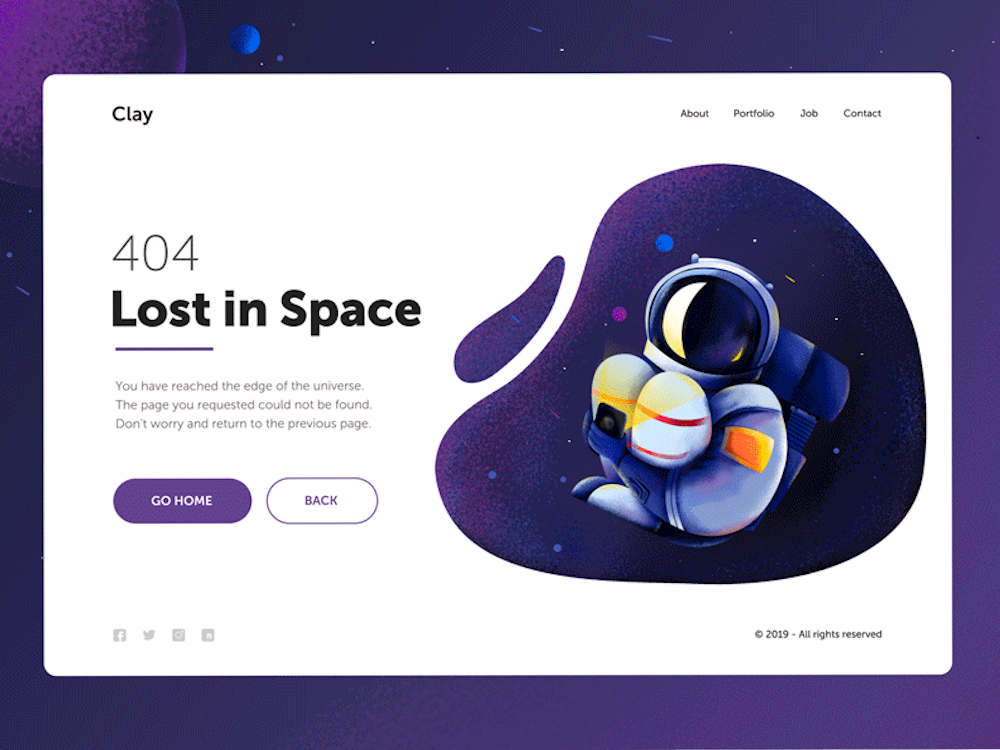 Clay
About Portfolio Job Contact
404
Lost in Space
You have reached the edge of the universe.
The page you requested could not be found.
Don't worry and return to the previous page.
GO HOME BACK
© 2019 - All rights reserved